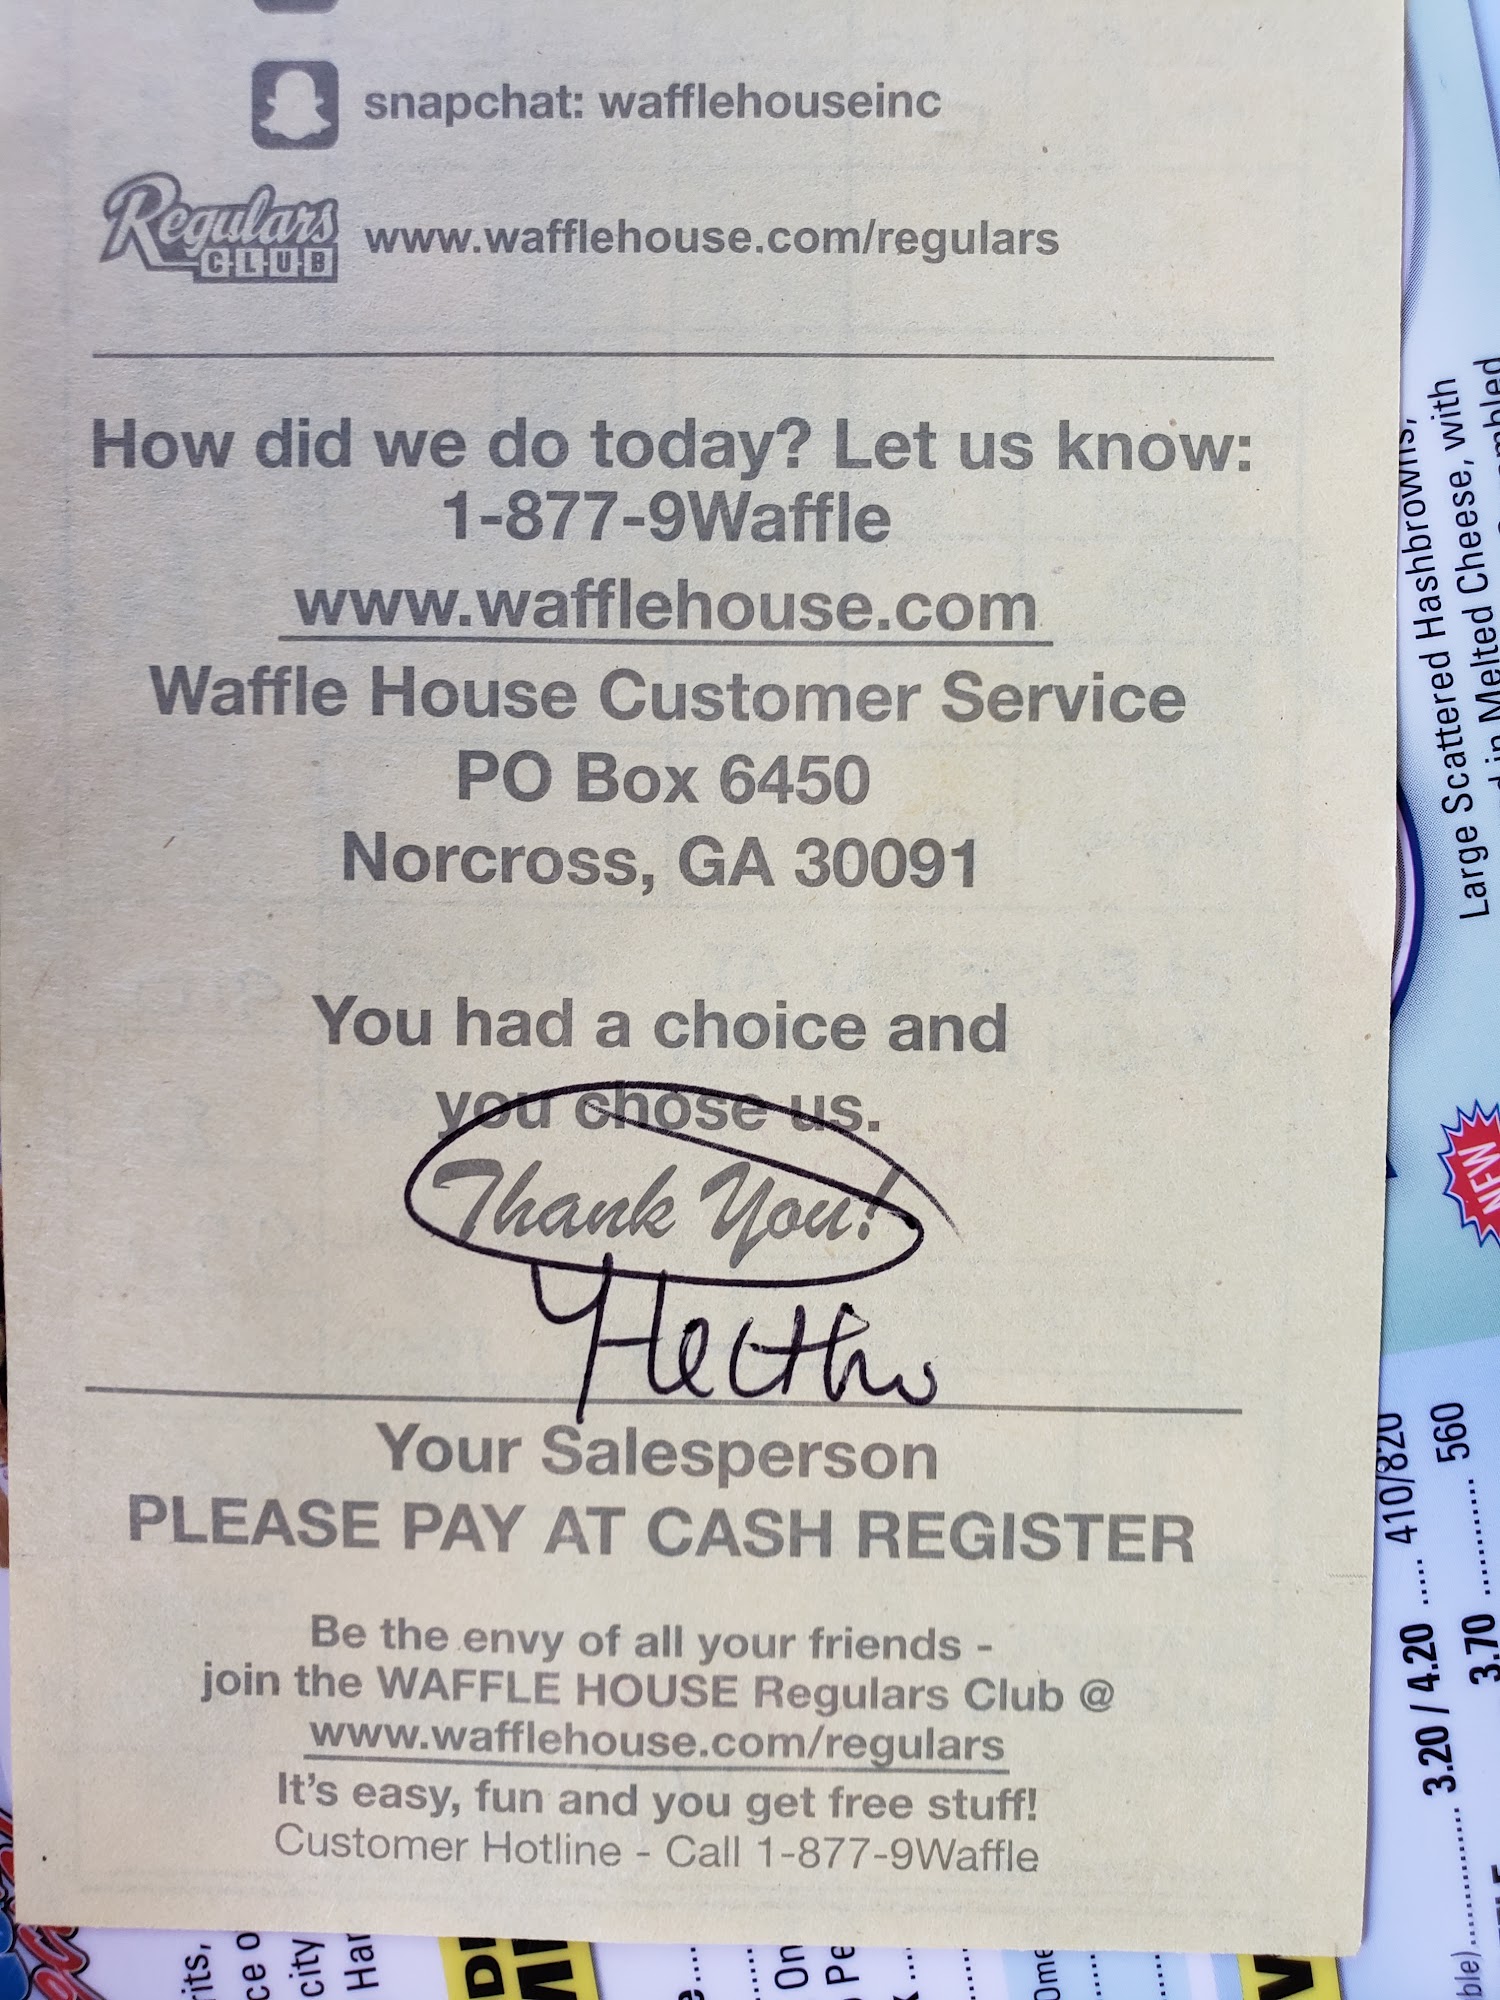 snapchat: wafflehouseinc
Regulars
CLUB
www.wafflehouse.com/regulars
How did we do today? Let us know:
1-877-9Waffle
www.wafflehouse.com
Waffle House Customer Service
PO Box 6450
Norcross, GA 30091
You had a choice and
you chose us.
Thank You!
Your Salesperson
PLEASE PAY AT CASH REGISTER
Be the envy of all your friends -
join the WAFFLE HOUSE Regulars Club @
www.wafflehouse.com/regulars
It's easy, fun and you get free stuff!
Customer Hotline - Call 1-877-9Waffle
Large Scattered Hashbrowns,
in Melted Cheese, with
NEW
3.20 / 4.20 ..... 410/820
3.70 ........... 560
city